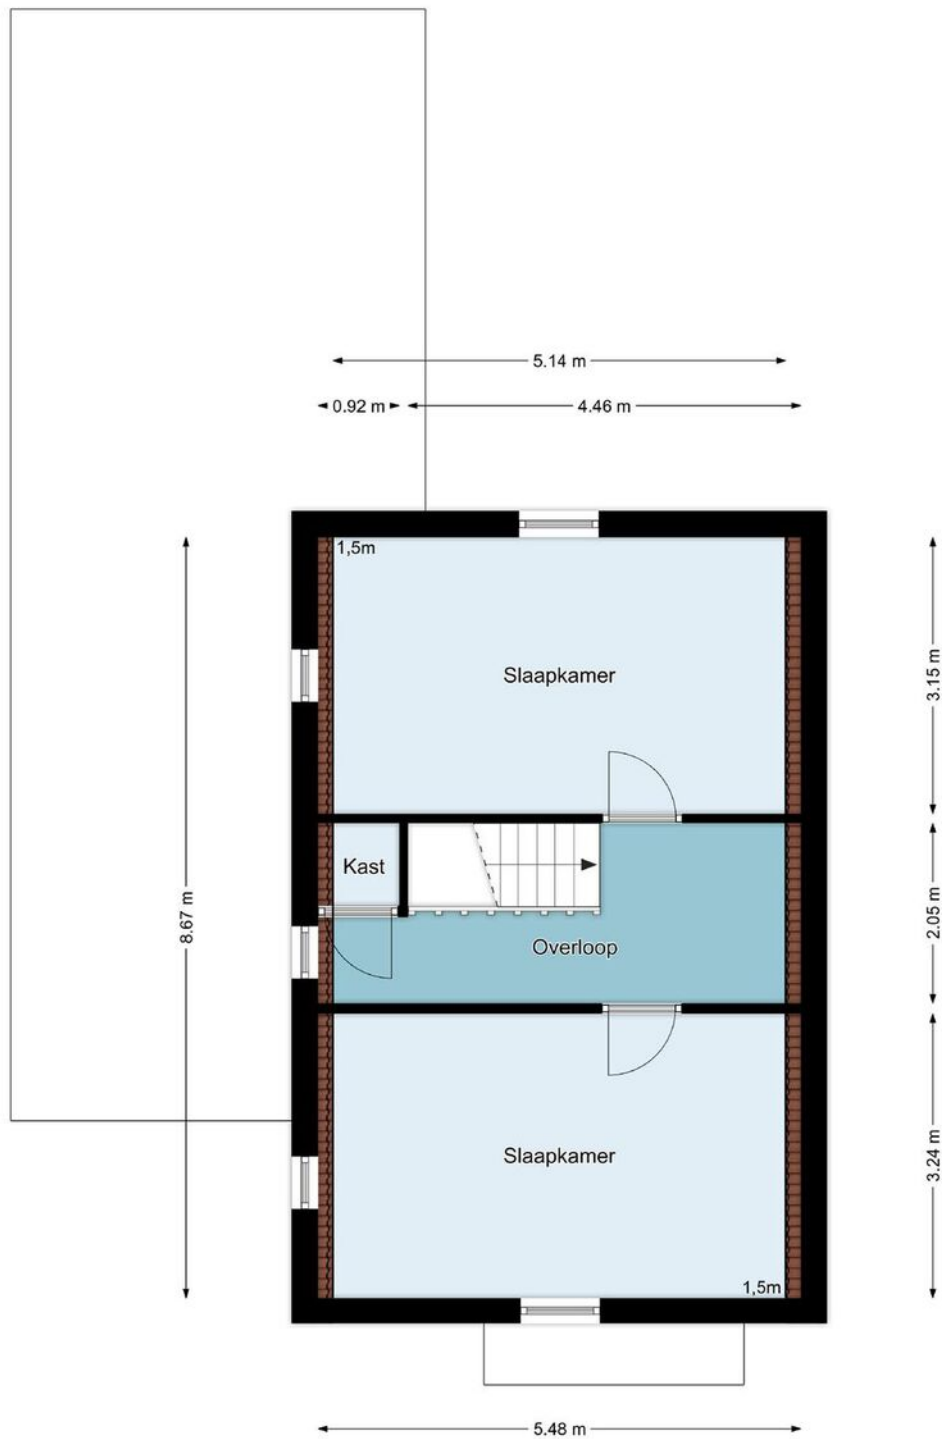 5.14 m
0.92 m
4.46 m
1,5m
3.15 m
Slaapkamer
Kast
8.67 m
2.05 m
Overloop
3.24 m
Slaapkamer
1,5m
5.48 m